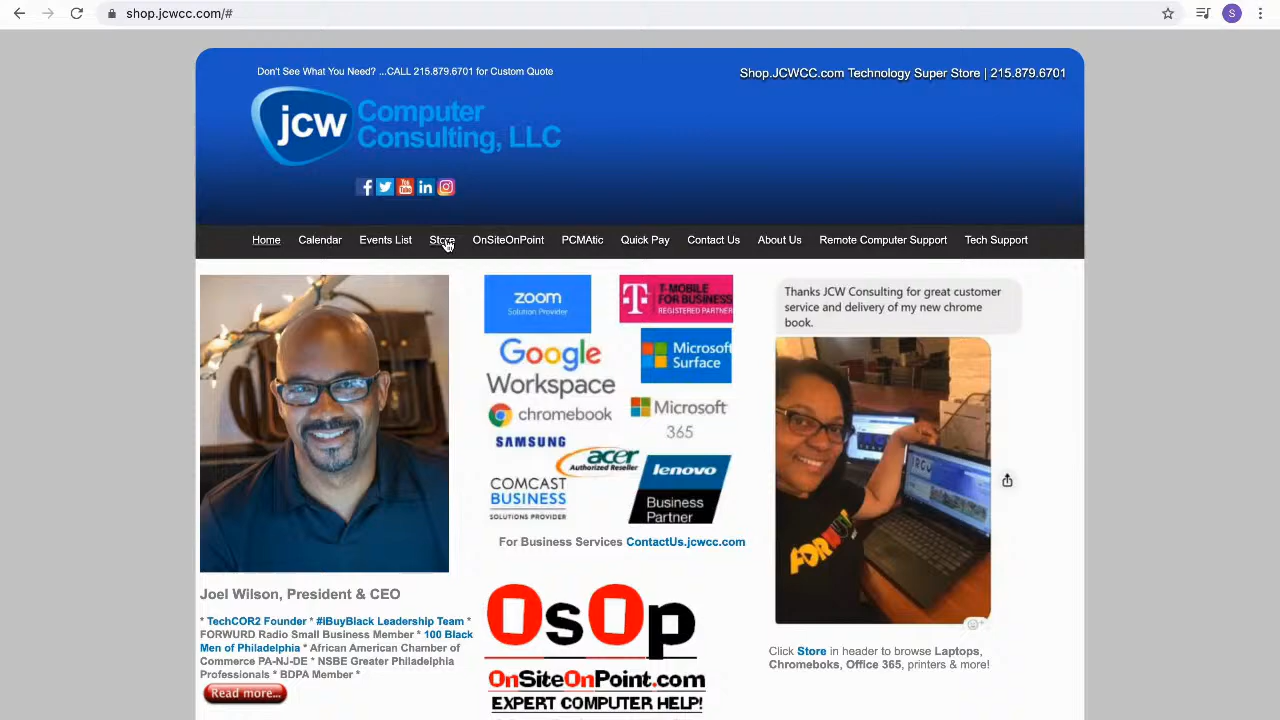 shop.jcwcc.com/#
S
Don't See What You Need? ...CALL 215.879.6701 for Custom Quote
Shop.JCWCC.com Technology Super Store | 215.879.6701
jcw Computer
Consulting, LLC
f You Tube in
Home Calendar Events List Store OnSiteOnPoint PCMAtic Quick Pay Contact Us About Us Remote Computer Support Tech Support
zoom
Solution Provider
T-MOBILE
FOR BUSINESS
REGISTERED PARTNER
Google
Workspace
Microsoft
Surface
chromebook
Microsoft
365
SAMSUNG
acer
Authorized Reseller
COMCAST
BUSINESS
SOLUTIONS PROVIDER
lenovo
Business
Partner
For Business Services ContactUs.jcwcc.com
OsOp
OnSiteOnPoint.com
EXPERT COMPUTER HELP!
Thanks JCW Consulting for great customer
service and delivery of my new chrome
book.
Click Store in header to browse Laptops,
Chromeboks, Office 365, printers & more!
Joel Wilson, President & CEO
* TechCOR2 Founder * #iBuyBlack Leadership Team *
FORWURD Radio Small Business Member * 100 Black
Men of Philadelphia * African American Chamber of
Commerce PA-NJ-DE * NSBE Greater Philadelphia
Professionals * BDPA Member *
Read more...